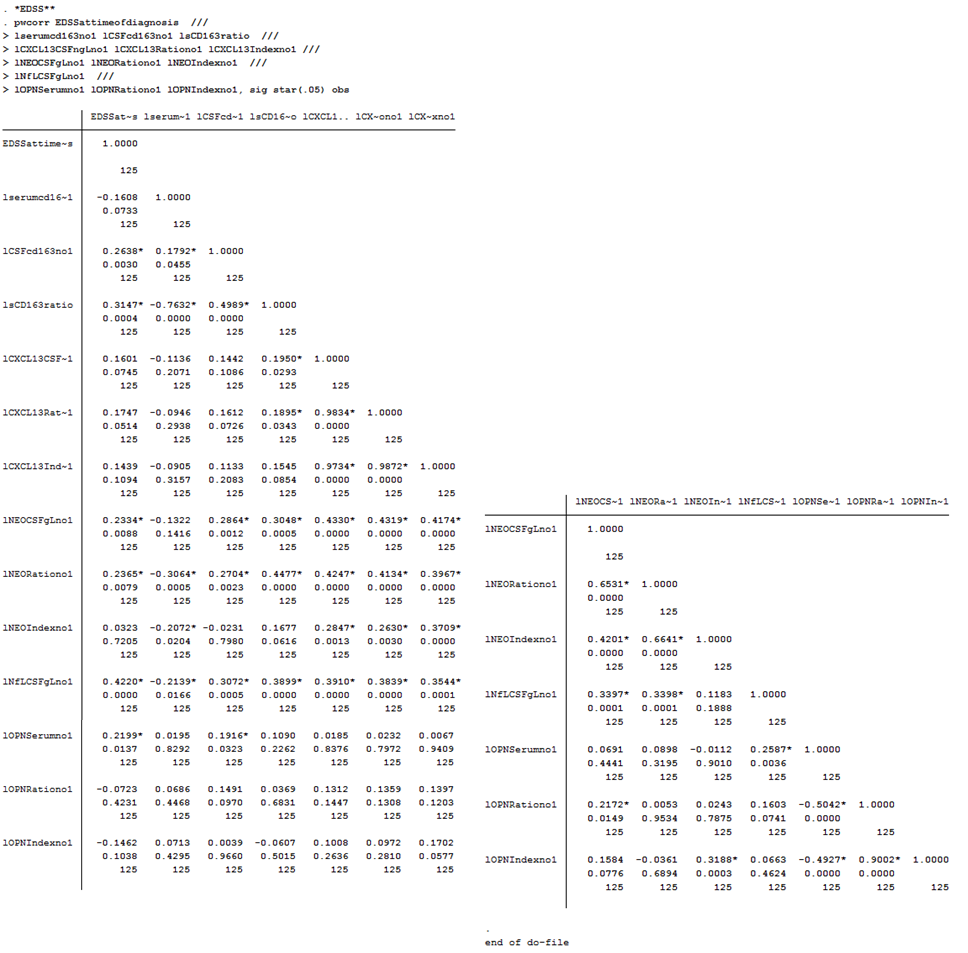 . *EDSS**
. pwcorr EDSSattimeofdiagnosis  ///
> lserumcd163no1 lCSFcd163no1 lsCD163ratio  ///
> lCXCL13CSFngLno1 lCXCL13Rationo1 lCXCL13Indexno1 ///
> lNEOCSFgLno1 lNEORationo1 lNEOIndexno1  ///
> lNfLCSFgLno1  ///
> lOPNSerumno1 lOPNRationo1 lOPNIndexno1, sig star(.05) obs
EDSSat~s lserum~1 lCSFcd~1 lsCD16~o lCXCL1.. lCX~ono1 lCX~xno1
EDSSattime~s 1.0000
125
lserumcd16~1 -0.1608 1.0000
0.0733
125 125
lCSFcd163no1 0.2638* 0.1792* 1.0000
0.0030 0.0455
125 125 125
lsCD163ratio 0.3147* -0.7632* 0.4989* 1.0000
0.0004 0.0000 0.0000
125 125 125 125
lCXCL13CSF~1 0.1601 -0.1136 0.1442 0.1950* 1.0000
0.0745 0.2071 0.1086 0.0293
125 125 125 125 125
lCXCL13Rat~1 0.1747 -0.0946 0.1612 0.1895* 0.9834* 1.0000
0.0514 0.2938 0.0726 0.0343 0.0000
125 125 125 125 125 125
lCXCL13Ind~1 0.1439 -0.0905 0.1133 0.1545 0.9734* 0.9872* 1.0000
0.1094 0.3157 0.2083 0.0854 0.0000 0.0000
125 125 125 125 125 125 125
lNEOCSFgLno1 0.2334* -0.1322 0.2864* 0.3048* 0.4330* 0.4319* 0.4174*
0.0088 0.1416 0.0012 0.0005 0.0000 0.0000 0.0000
125 125 125 125 125 125 125
lNEORationo1 0.2365* -0.3064* 0.2704* 0.4477* 0.4247* 0.4134* 0.3967*
0.0079 0.0005 0.0023 0.0000 0.0000 0.0000 0.0000
125 125 125 125 125 125 125
lNEOIndexno1 0.0323 -0.2072* -0.0231 0.1677 0.2847* 0.2630* 0.3709*
0.7205 0.0204 0.7980 0.0616 0.0013 0.0030 0.0000
125 125 125 125 125 125 125
lNfLCSFgLno1 0.4220* -0.2139* 0.3072* 0.3899* 0.3910* 0.3839* 0.3544*
0.0000 0.0166 0.0005 0.0000 0.0000 0.0000 0.0001
125 125 125 125 125 125 125
lOPNSerumno1 0.2199* 0.0195 0.1916* 0.1090 0.0185 0.0232 0.0067
0.0137 0.8292 0.0323 0.2262 0.8376 0.7972 0.9409
125 125 125 125 125 125 125
lOPNRationo1 -0.0723 0.0686 0.1491 0.0369 0.1312 0.1359 0.1397
0.4231 0.4468 0.0970 0.6831 0.1447 0.1308 0.1203
125 125 125 125 125 125 125
lOPNIndexno1 -0.1462 0.0713 0.0039 -0.0607 0.1008 0.0972 0.1702
0.1038 0.4295 0.9660 0.5015 0.2636 0.2810 0.0577
125 125 125 125 125 125 125
lNEOCS~1 lNEORa~1 lNEOIn~1 lNfLCS~1 lOPNSe~1 lOPNRa~1 lOPNIn~1
lNEOCSFgLno1 1.0000
125
lNEORationo1 0.6531* 1.0000
0.0000
125 125
lNEOIndexno1 0.4201* 0.6641* 1.0000
0.0000 0.0000
125 125 125
lNfLCSFgLno1 0.3397* 0.3398* 0.1183 1.0000
0.0001 0.0001 0.1888
125 125 125 125
lOPNSerumno1 0.0691 0.0898 -0.0112 0.2587* 1.0000
0.4441 0.3195 0.9010 0.0036
125 125 125 125 125
lOPNRationo1 0.2172* 0.0053 0.0243 0.1603 -0.5042* 1.0000
0.0149 0.9534 0.7875 0.0741 0.0000
125 125 125 125 125 125
lOPNIndexno1 0.1584 -0.0361 0.3188* 0.0663 -0.4927* 0.9002* 1.0000
0.0776 0.6894 0.0003 0.4624 0.0000 0.0000
125 125 125 125 125 125 125
.
end of do-file